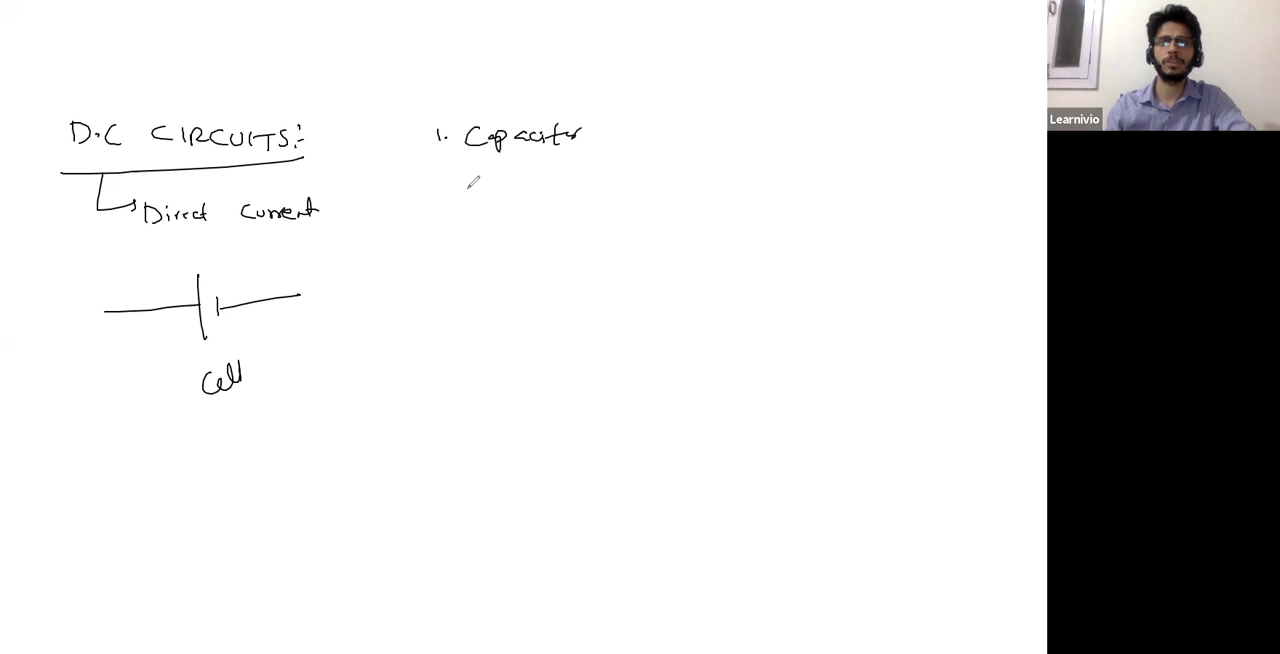 D.C CIRCUITS:-
Direct Current
Cell
1. Capacitor
Learnivio